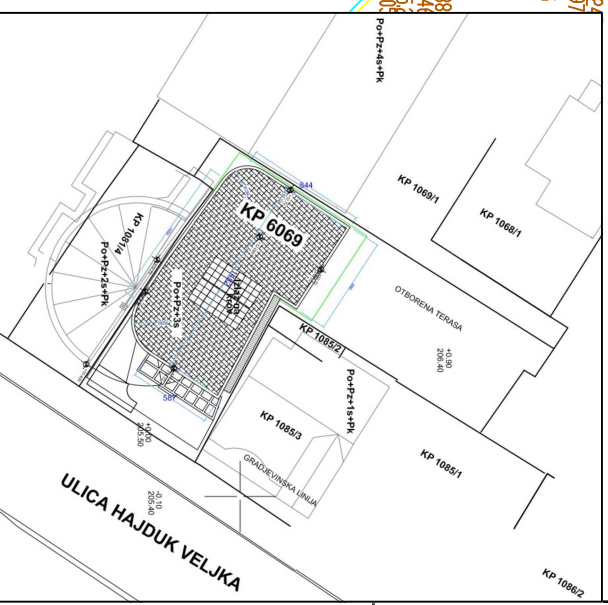 Po+Pz+4s+Pk
KP 1069/1
KP 1068/1
844
KP 6069
KP 1081/4
Po+Pz+2s+Pk
Po+Pz+3s
OTBORENA TERASA
+0.90
206.40
KP 1085/2
Po+Pz+1s+Pk
587
KP 1085/3
GRADJEVINSKA LINIJA
KP 1085/1
±0.00
205.50
-0.10
205.40
ULICA HAJDUK VELJKA
KP 1086/2